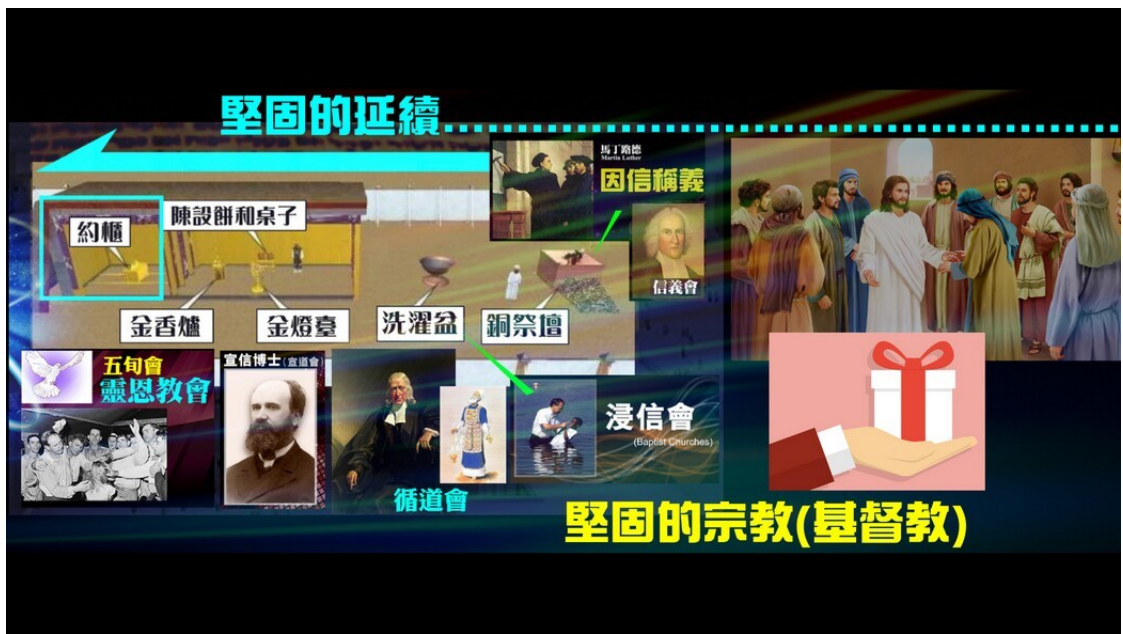 堅固的延續
馬丁路德
Martin Luther
因信稱義
約櫃
陳設餅和桌子
信義會
金香爐
金燈臺
洗濯盆
銅祭壇
五旬會
靈恩教會
宣信博士(宣道會)
浸信會
(Baptist Churches)
循道會
堅固的宗教(基督教)